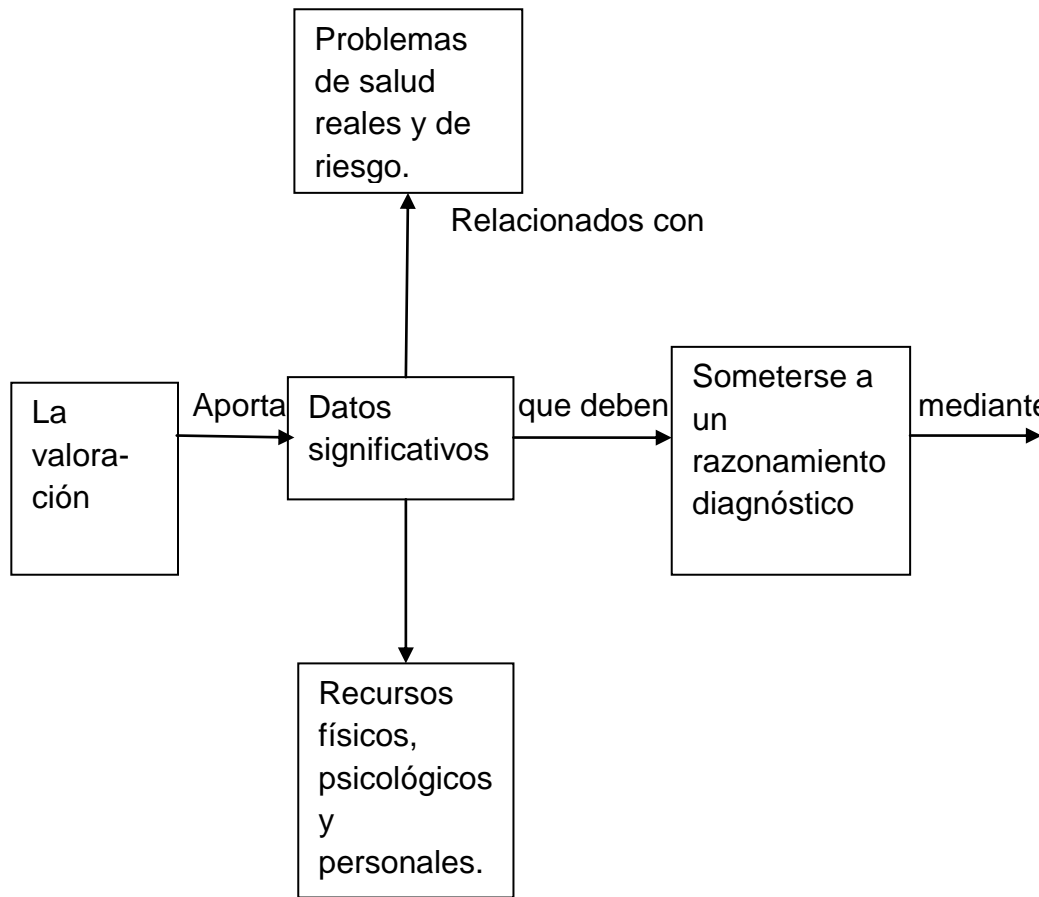 Problemas
de salud
reales y de
riesgo.
Relacionados con
La
valora-
ción
Aporta
Datos
significativos
que deben
Someterse a
un
razonamiento
diagnóstico
mediante
Recursos
físicos,
psicológicos
y
personales.